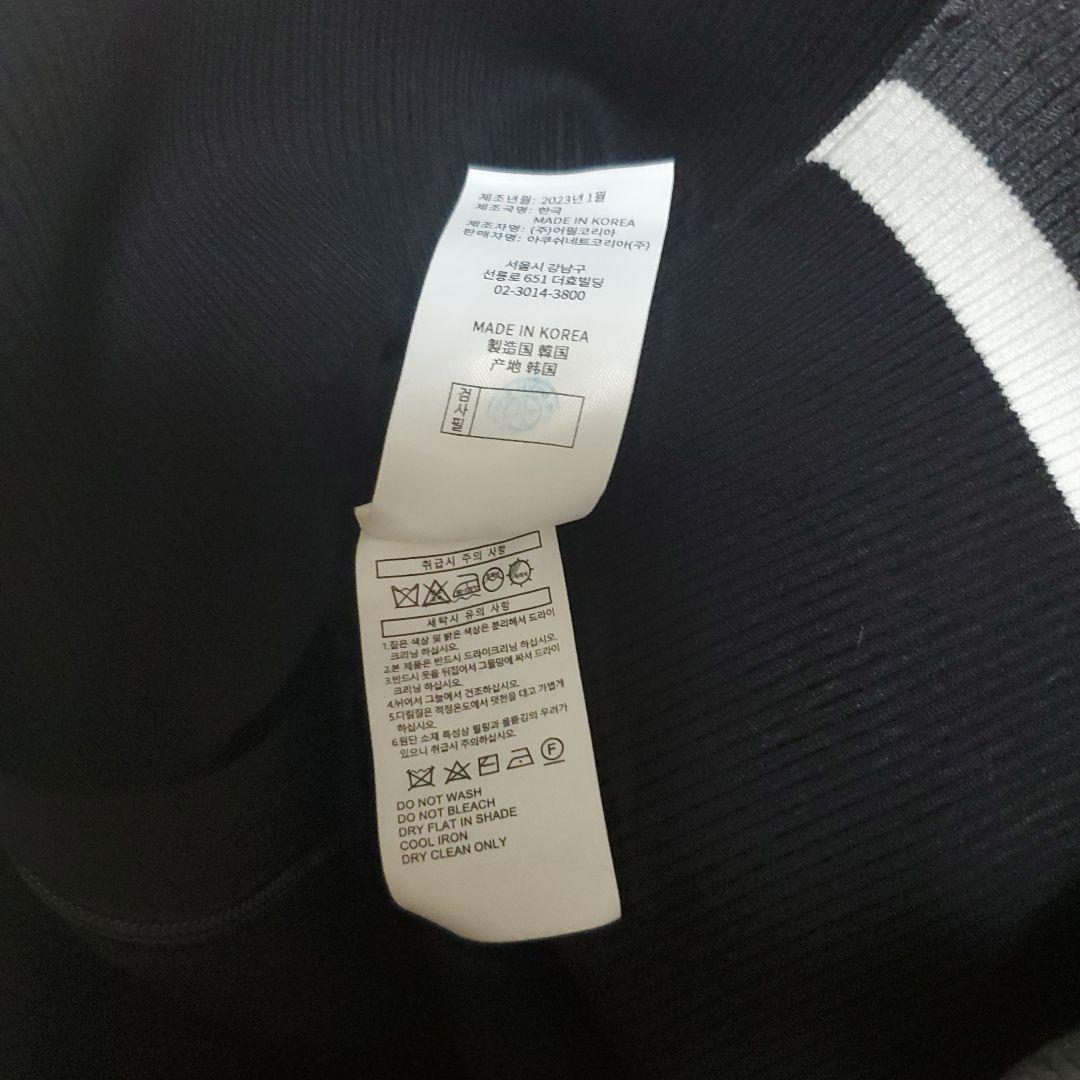 제조년월: 2023년 1월
제조국명: 한국
MADE IN KOREA
제조자명: (주)어필코리아
판매자명: 아쿠쉬네트코리아(주)
서울시 강남구
선릉로 651 더효빌딩
02-3014-3800
MADE IN KOREA
製造国 韓国
产地 韩国
검사필
취급시 주의 사항
세탁시 유의 사항
1.짙은 색상 및 밝은 색상은 분리해서 드라이
크리닝 하십시오.
2.본 제품은 반드시 드라이크리닝 하십시오.
3.반드시 옷을 뒤집어서 그물망에 싸서 드라이
크리닝 하십시오.
4.뉘어서 그늘에서 건조하십시오.
5.다림질은 적정온도에서 덧천을 대고 가볍게
하십시오.
6.원단 소재 특성상 필링과 올뜯김의 우려가
있으니 취급시 주의하십시오.
F
DO NOT WASH
DO NOT BLEACH
DRY FLAT IN SHADE
COOL IRON
DRY CLEAN ONLY